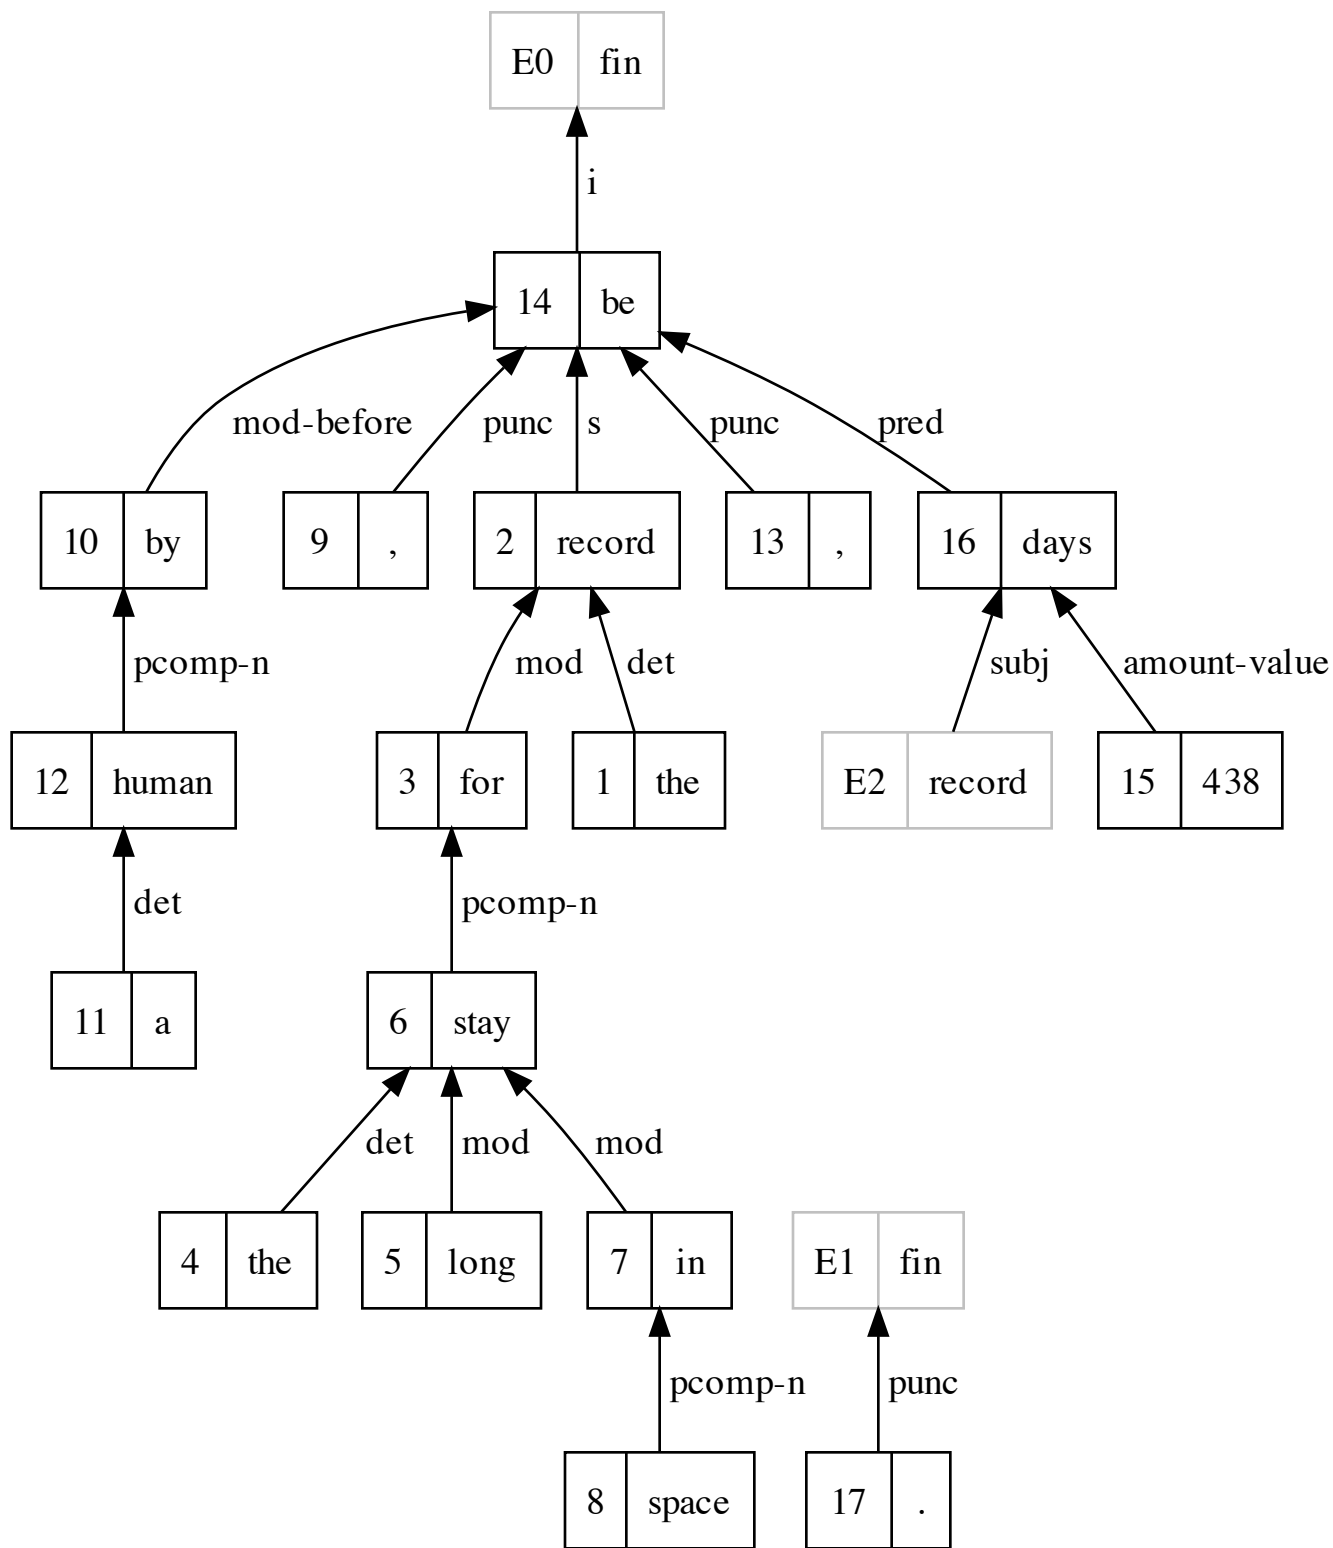 E0 fin
i
14 be
mod-before punc s punc pred
10 by 9 , 2 record 13 , 16 days
pcomp-n mod det subj amount-value
12 human 3 for 1 the E2 record 15 438
det pcomp-n
11 a 6 stay
det mod mod
4 the 5 long 7 in E1 fin
pcomp-n punc
8 space 17 .